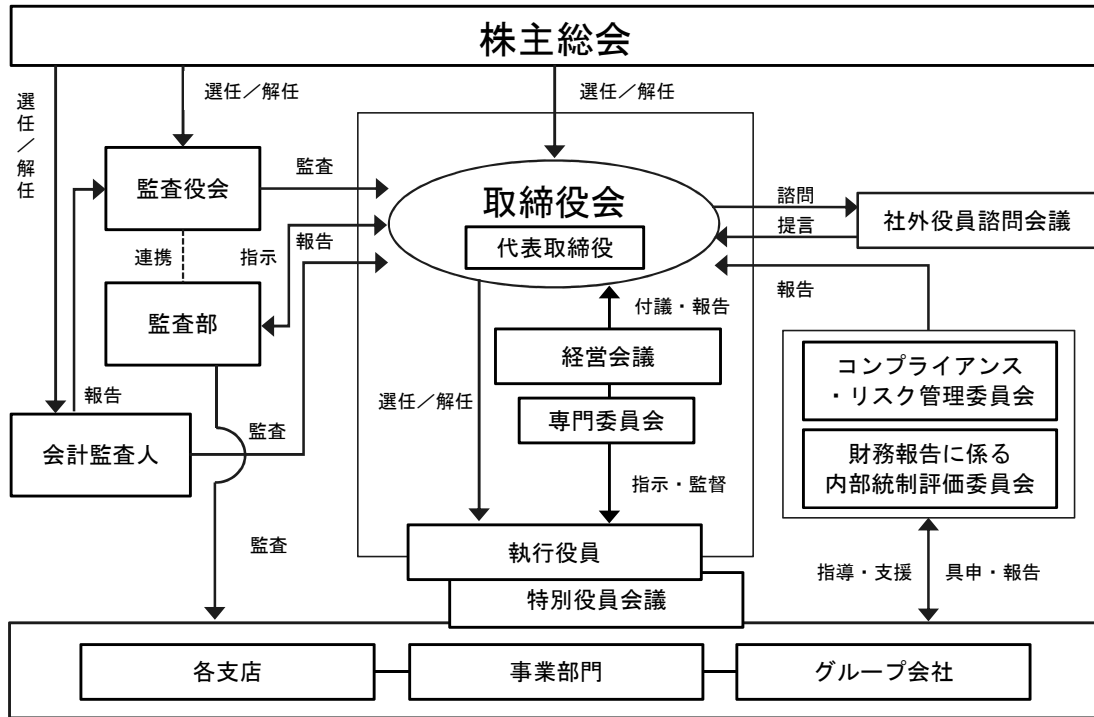 株主総会
選任／解任
選任／解任
選任／解任
監査役会
監査
取締役会
代表取締役
諮問
提言
社外役員諮問会議
連携
指示
報告
監査部
報告
付議・報告
経営会議
専門委員会
コンプライアンス
・リスク管理委員会
財務報告に係る
内部統制評価委員会
報告
選任／解任
会計監査人
監査
指示・監督
監査
執行役員
特別役員会議
指導・支援
具申・報告
各支店
事業部門
グループ会社